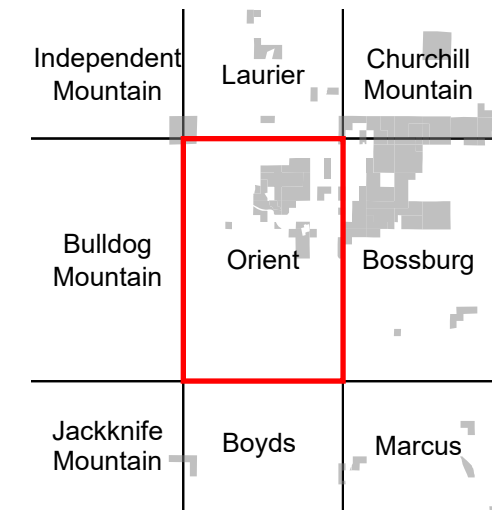 Independent
Mountain
Laurier
Churchill
Mountain
Bulldog
Mountain
Orient
Bossburg
Jackknife
Mountain
Boyds
Marcus